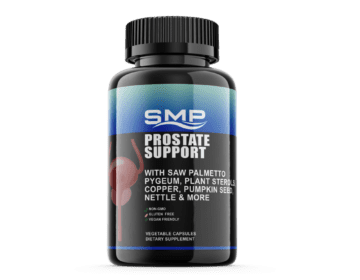 SMP
PROSTATE
SUPPORT
WITH SAW PALMETTO
PYGEUM, PLANT STEROLS
COPPER, PUMPKIN SEED
NETTLE & MORE
NON-GMO
GLUTEN FREE
VEGAN FRIENDLY
VEGETABLE CAPSULES
DIETARY SUPPLEMENT